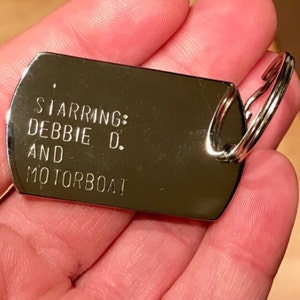 STARRING:
DEBBIE D.
AND
MOTORBOAT